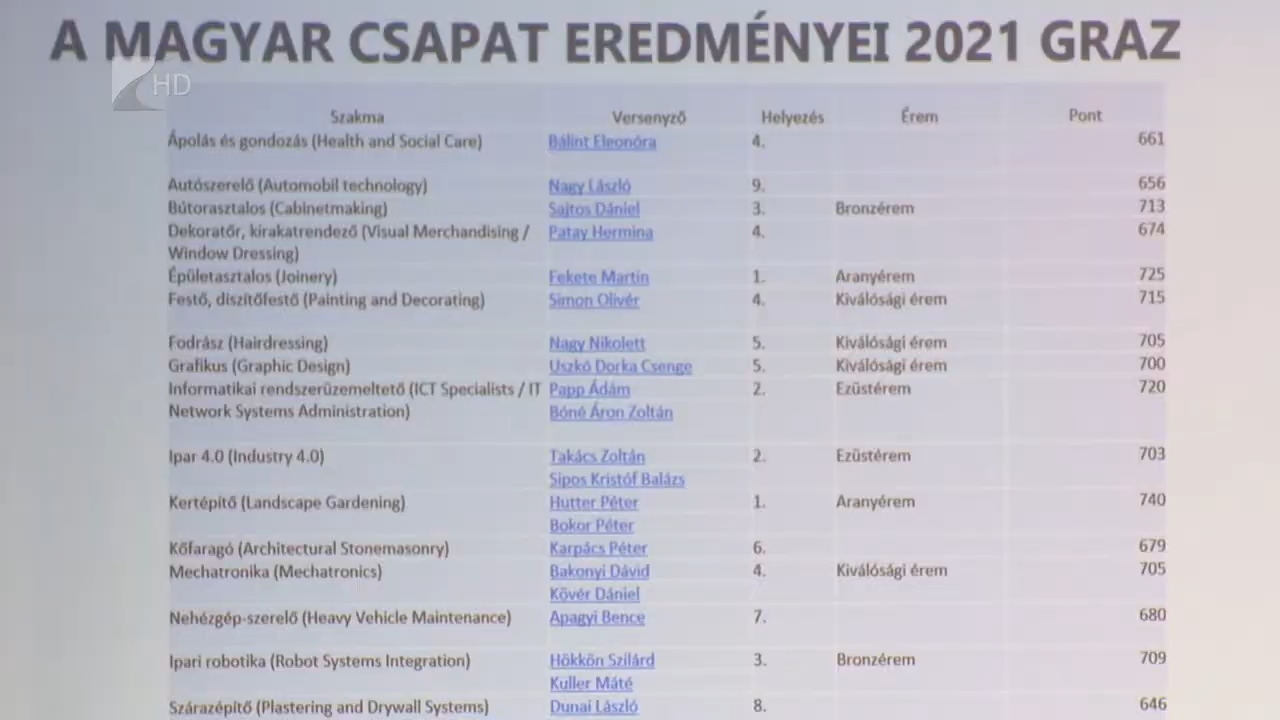 A MAGYAR CSAPAT EREDMÉNYEI 2021 GRAZ
HD
Szakma Versenyző Helyezés Érem Pont
Ápolás és gondozás (Health and Social Care) Bálint Eleonóra 4. 661
Autószerelő (Automobil technology) Nagy László 9. 656
Bútorasztalos (Cabinetmaking) Sajtos Dániel 3. Bronzérem 713
Dekoratőr, kirakatrendező (Visual Merchandising / Patay Hermina 4. 674
Window Dressing)
Épületasztalos (Joinery) Fekete Martin 1. Aranyérem 725
Festő, díszítőfestő (Painting and Decorating) Simon Olivér 4. Kiválósági érem 715
Fodrász (Hairdressing) Nagy Nikolett 5. Kiválósági érem 705
Grafikus (Graphic Design) Uszkó Dorka Csenge 5. Kiválósági érem 700
Informatikai rendszerüzemeltető (ICT Specialists / IT Papp Ádám 2. Ezüstérem 720
Network Systems Administration) Bóné Áron Zoltán
Ipar 4.0 (Industry 4.0) Takács Zoltán 2. Ezüstérem 703
Sipos Kristóf Balázs
Kertépítő (Landscape Gardening) Hutter Péter 1. Aranyérem 740
Bokor Péter
Kőfaragó (Architectural Stonemasonry) Karpács Péter 6. 679
Mechatronika (Mechatronics) Bakonyi Dávid 4. Kiválósági érem 705
Kövér Dániel
Nehézgép-szerelő (Heavy Vehicle Maintenance) Apagyi Bence 7. 680
Ipari robotika (Robot Systems Integration) Hökkön Szilárd 3. Bronzérem 709
Kuller Máté
Szárazépítő (Plastering and Drywall Systems) Dunai László 8. 646